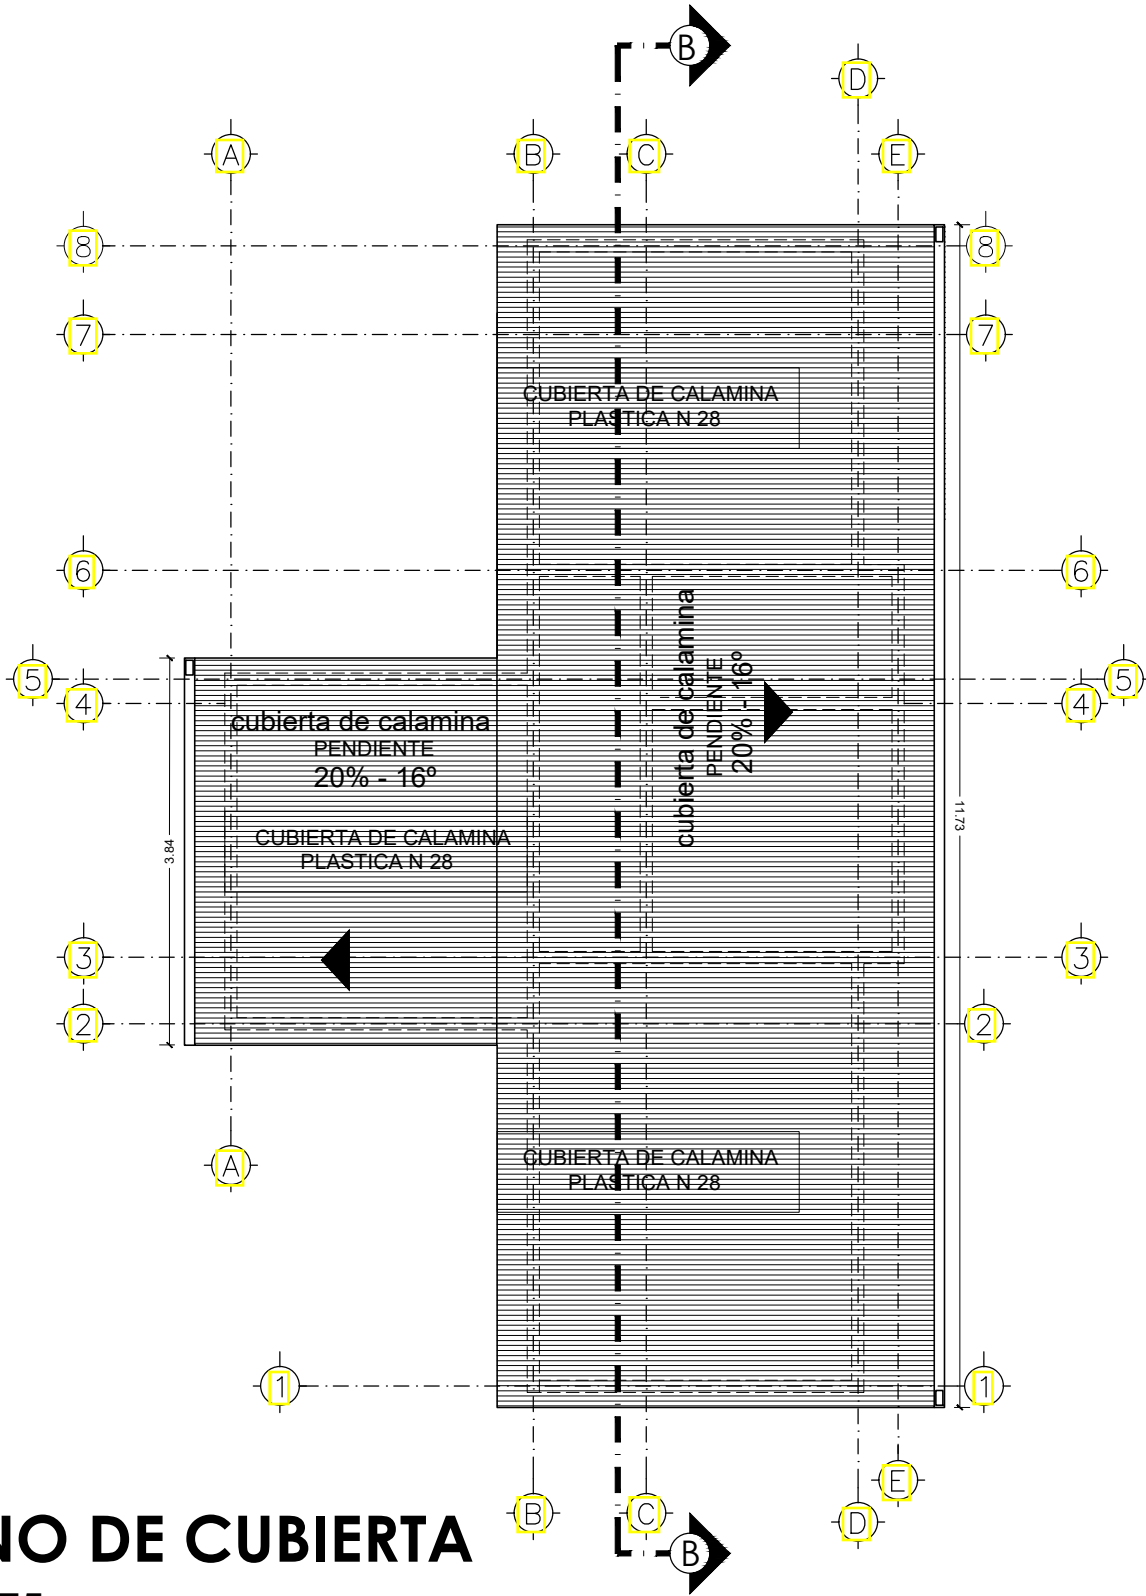 B
D
A
B
C
E
8
8
7
7
CUBIERTA DE CALAMINA
PLASTICA N 28
6
6
5
5
4
4
cubierta de calamina
PENDIENTE
20% - 16º
cubierta de calamina
PENDIENTE
20% - 16º
3.84
11.73
CUBIERTA DE CALAMINA
PLASTICA N 28
3
3
2
2
CUBIERTA DE CALAMINA
PLASTICA N 28
A
1
1
E
B
C
D
B
DE CUBIERTA